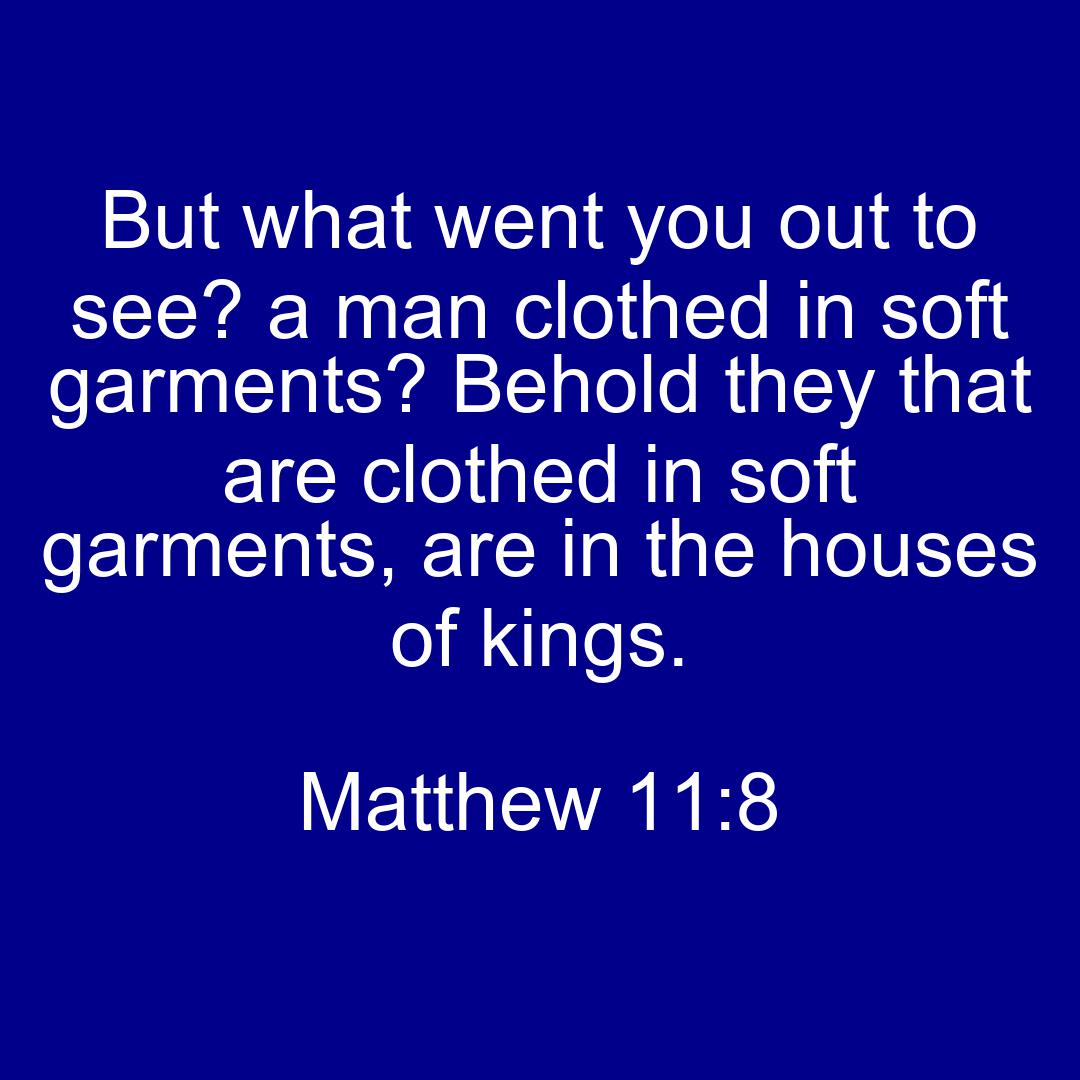 But what went you out to
see? a man clothed in soft
garments? Behold they that
are clothed in soft
garments, are in the houses
of kings.
Matthew 11:8